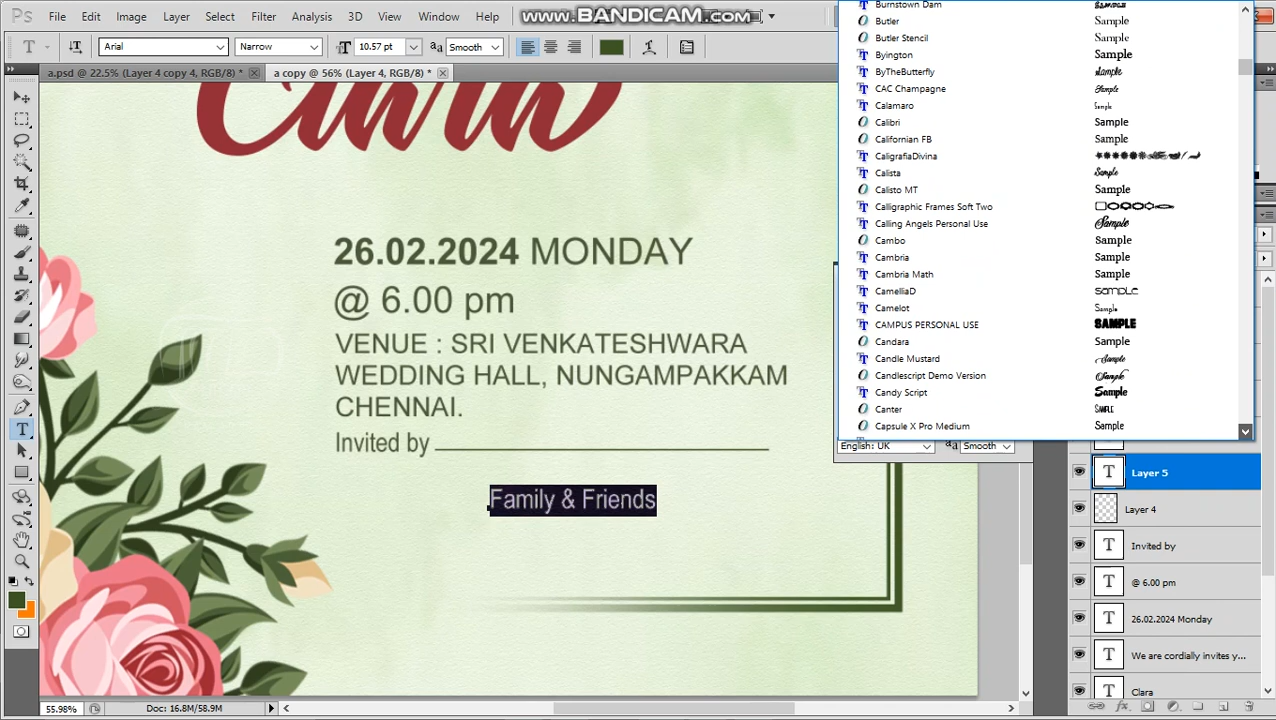 Ps File Edit Image Layer Select Filter Analysis 3D View Window Help
www.BANDICAM.com
T Arial Narrow 10.57 pt Smooth
a.psd @ 22.5% (Layer 4 copy 4, RGB/8) *
a copy @ 56% (Layer 4, RGB/8) *
Clara
26.02.2024 MONDAY
@ 6.00 pm
VENUE : SRI VENKATESHWARA
WEDDING HALL, NUNGAMPAKKAM
CHENNAI.
Invited by
Family & Friends
Burnstown Dam
Butler Sample
Butler Stencil Sample
Byington Sample
ByTheButterfly Sample
CAC Champagne Sample
Calamaro Sample
Calibri Sample
Californian FB Sample
CaligrafiaDivina
Calista Sample
Calisto MT Sample
Calligraphic Frames Soft Two
Calling Angels Personal Use Sample
Cambo Sample
Cambria Sample
Cambria Math Sample
CamelliaD Sample
Camelot Sample
CAMPUS PERSONAL USE SAMPLE
Candara Sample
Candle Mustard Sample
Candlescript Demo Version Sample
Candy Script Sample
Canter SAMPLE
Capsule X Pro Medium Sample
English: UK aa Smooth
Layer 5
Layer 4
Invited by
@ 6.00 pm
26.02.2024 Monday
We are cordially invites y...
Clara
55.98% Doc: 16.8M/58.9M